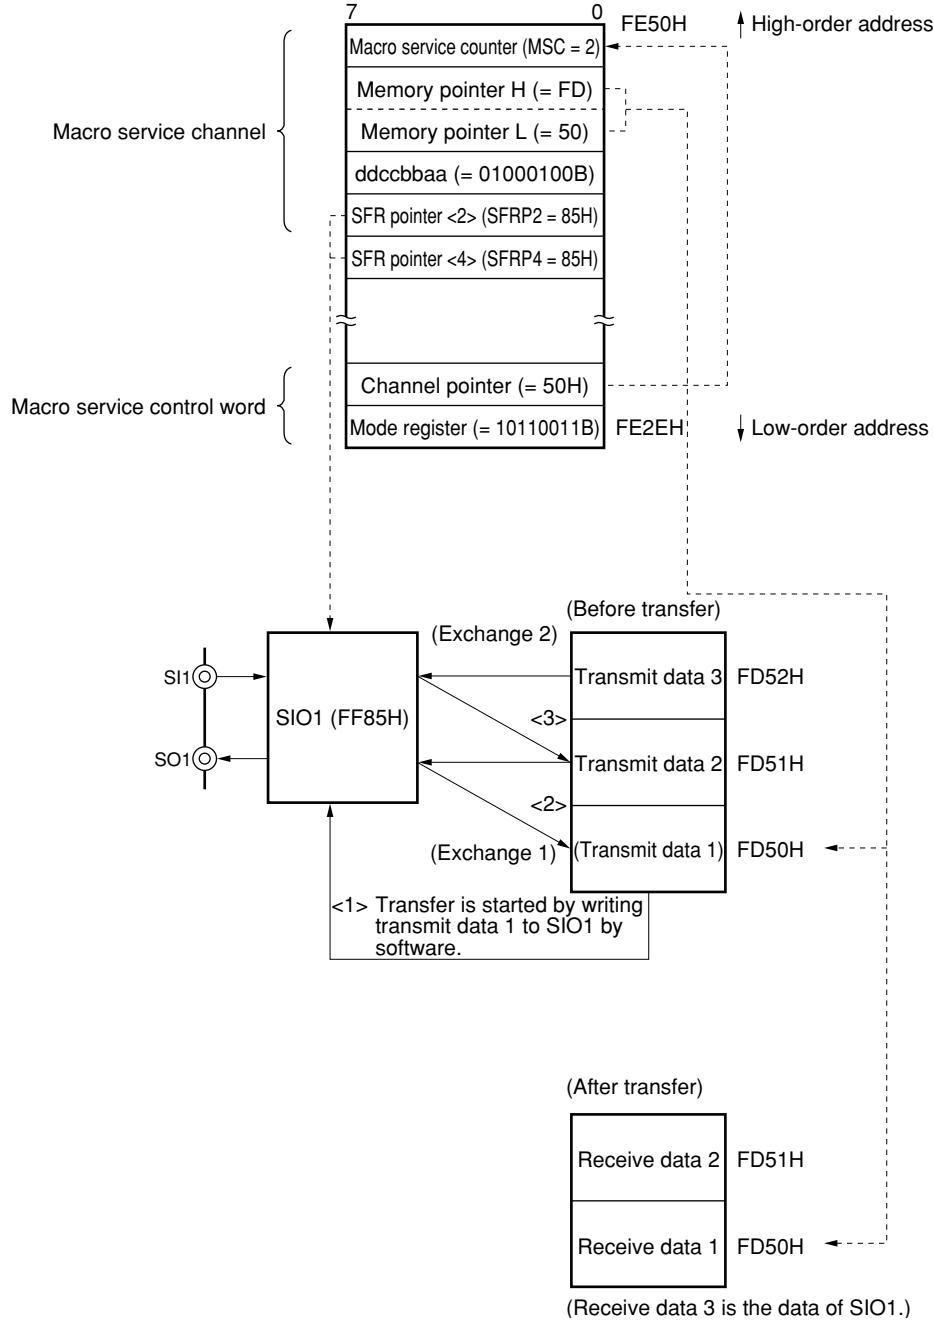 7 0
FE50H
High-order address
Macro service counter (MSC = 2)
Memory pointer H (= FD)
Macro service channel
Memory pointer L (= 50)
ddccbbaa (= 01000100B)
SFR pointer <2> (SFRP2 = 85H)
SFR pointer <4> (SFRP4 = 85H)
Channel pointer (= 50H)
Macro service control word
Mode register (= 10110011B)
FE2EH
Low-order address
(Before transfer)
(Exchange 2)
SI1
Transmit data 3
FD52H
SIO1 (FF85H)
<3>
SO1
Transmit data 2
FD51H
<2>
(Exchange 1)
(Transmit data 1)
FD50H
<1> Transfer is started by writing
transmit data 1 to SIO1 by
software.
(After transfer)
Receive data 2
FD51H
Receive data 1
FD50H
(Receive data 3 is the data of SIO1.)